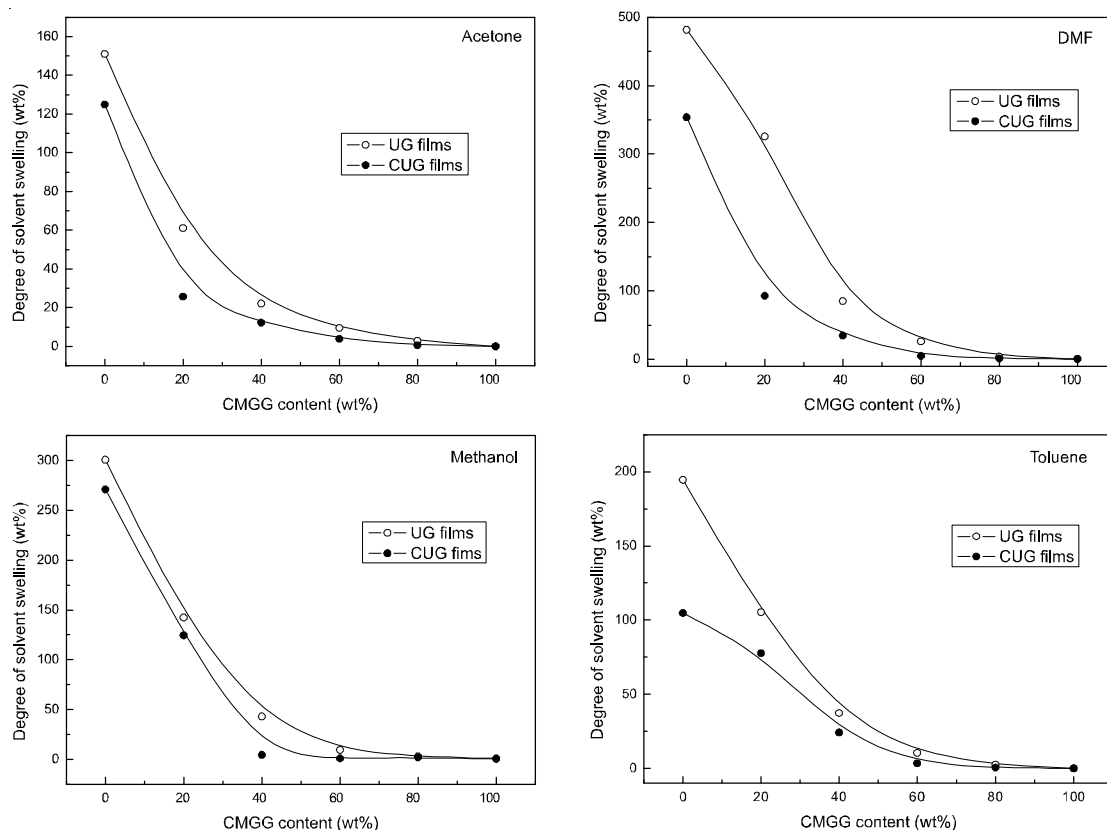 Acetone
160
140
120
100
80
60
40
20
0
Degree of solvent swelling (wt%)
UG films
CUG films
0 20 40 60 80 100
CMGG content (wt%)
DMF
500
400
300
200
100
0
Degree of solvent swelling (wt%)
UG films
CUG films
0 20 40 60 80 100
CMGG content (wt%)
Methanol
300
250
200
150
100
50
0
Degree of solvent swelling (wt%)
UG films
CUG fims
0 20 40 60 80 100
CMGG content (wt%)
Toluene
200
150
100
50
0
Degree of solvent swelling (wt%)
UG films
CUG films
0 20 40 60 80 100
CMGG content (wt%)